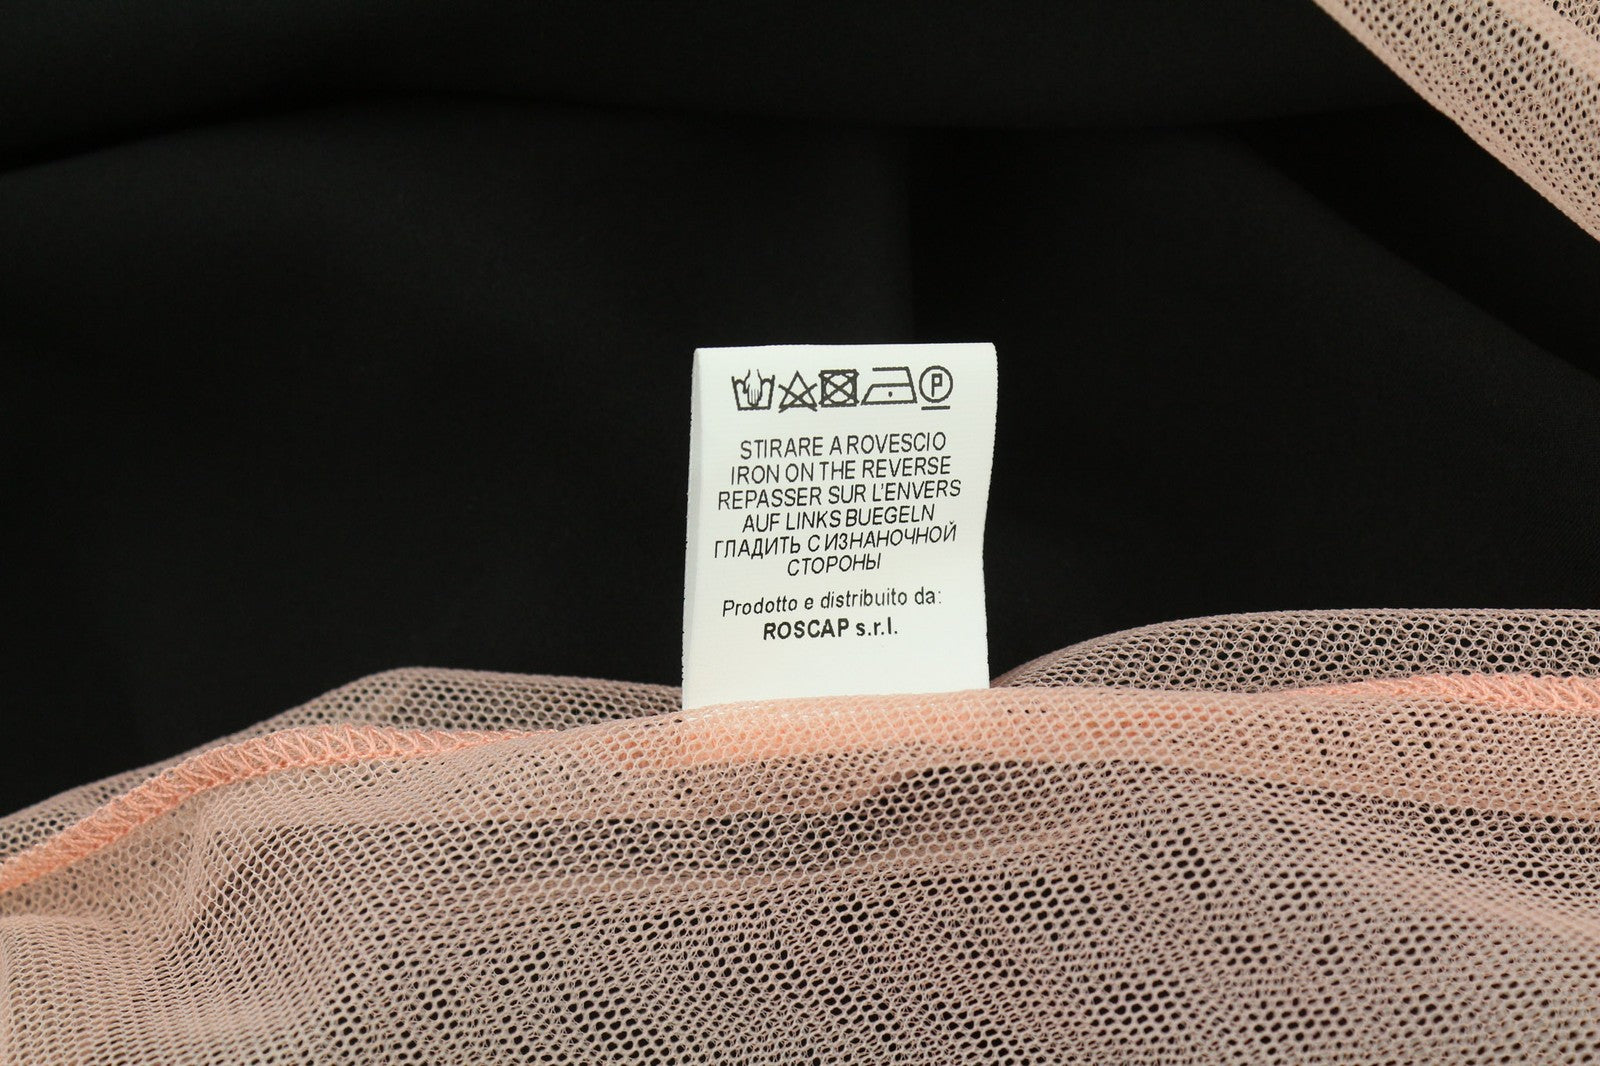 P
STIRARE A ROVESCIO
IRON ON THE REVERSE
REPASSER SUR L'ENVERS
AUF LINKS BUEGELN
ГЛАДИТЬ С ИЗНАНОЧНОЙ
СТОРОНЫ
Prodotto e distribuito da:
ROSCAP s.r.l.